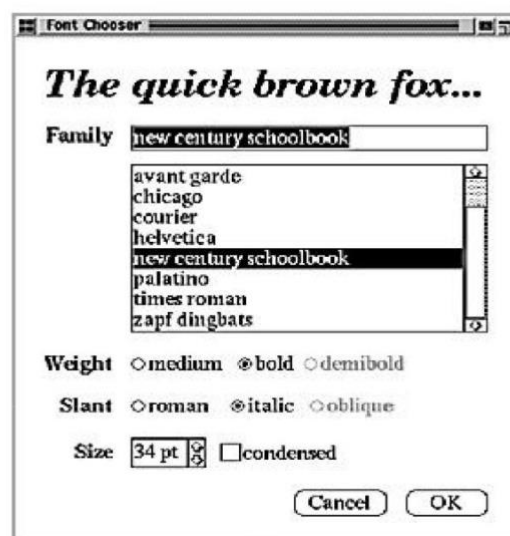 Font Chooser
The quick brown fox...
Family new century schoolbook
avant garde
chicago
courier
helvetica
new century schoolbook
palatino
times roman
zapf dingbats
Weight medium bold demibold
Slant roman italic oblique
Size 34 pt condensed
Cancel OK